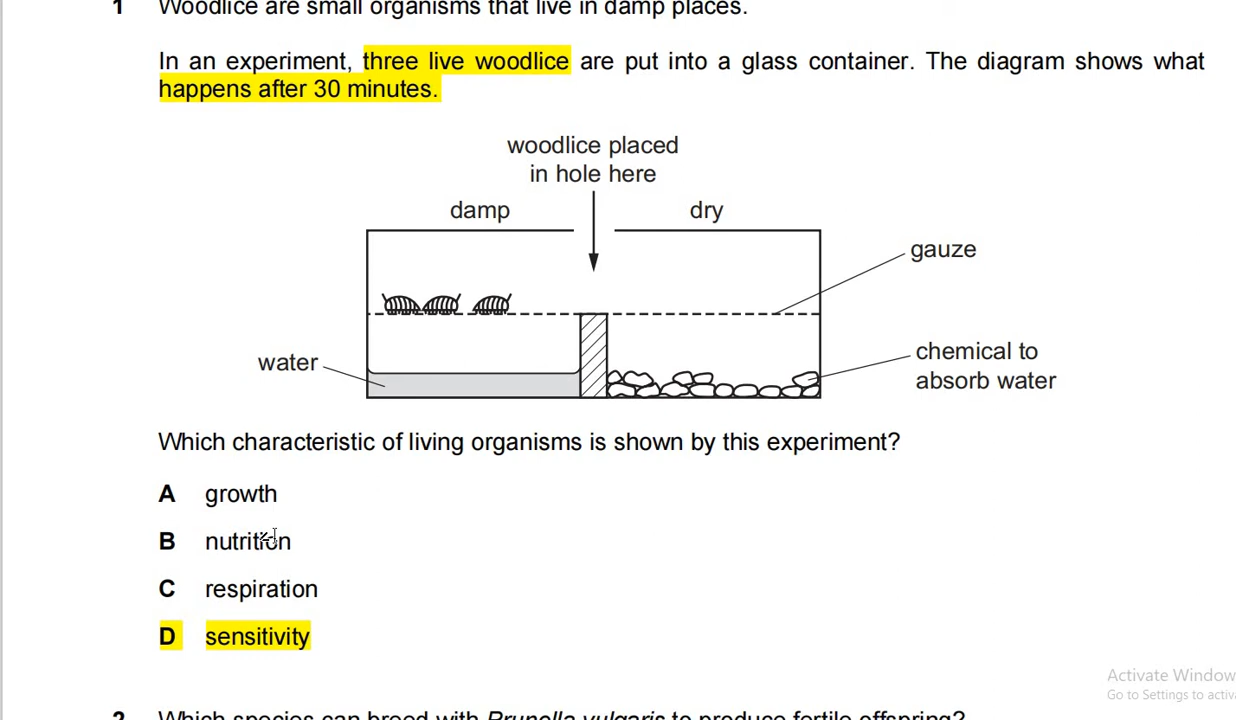 1 Woodlice are small organisms that live in damp places.
In an experiment, three live woodlice are put into a glass container. The diagram shows what
happens after 30 minutes.
woodlice placed
in hole here
damp
dry
gauze
water
chemical to
absorb water
Which characteristic of living organisms is shown by this experiment?
A growth
B nutrition
C respiration
D sensitivity
Activate Window
Go to Settings to activ
2 Which species can breed with Prunella vulgaris to produce fertile offspring?